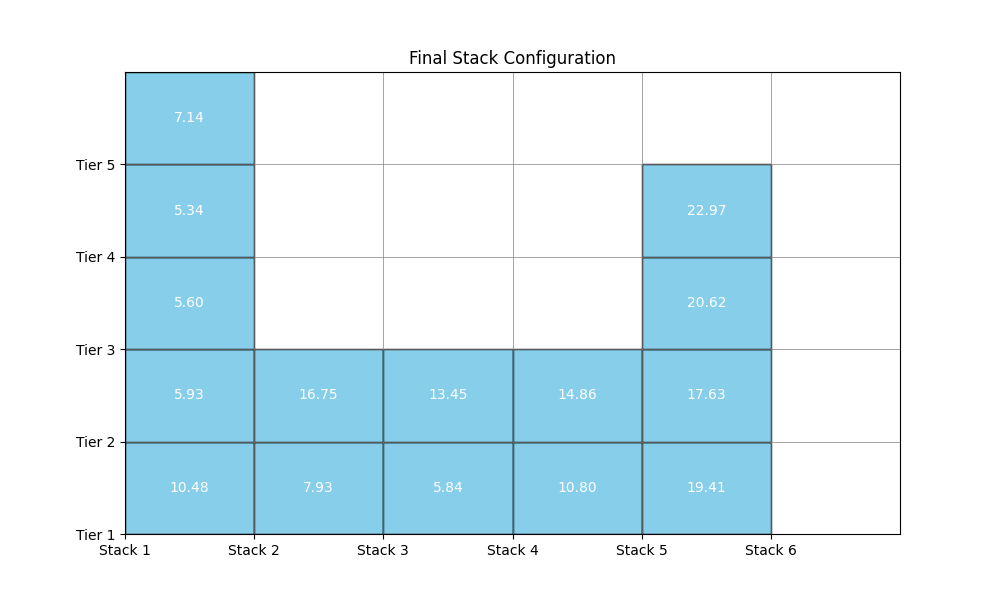 Final Stack Configuration
7.14
Tier 5
5.34 22.97
Tier 4
5.60 20.62
Tier 3
5.93 16.75 13.45 14.86 17.63
Tier 2
10.48 7.93 5.84 10.80 19.41
Tier 1
Stack 1 Stack 2 Stack 3 Stack 4 Stack 5 Stack 6